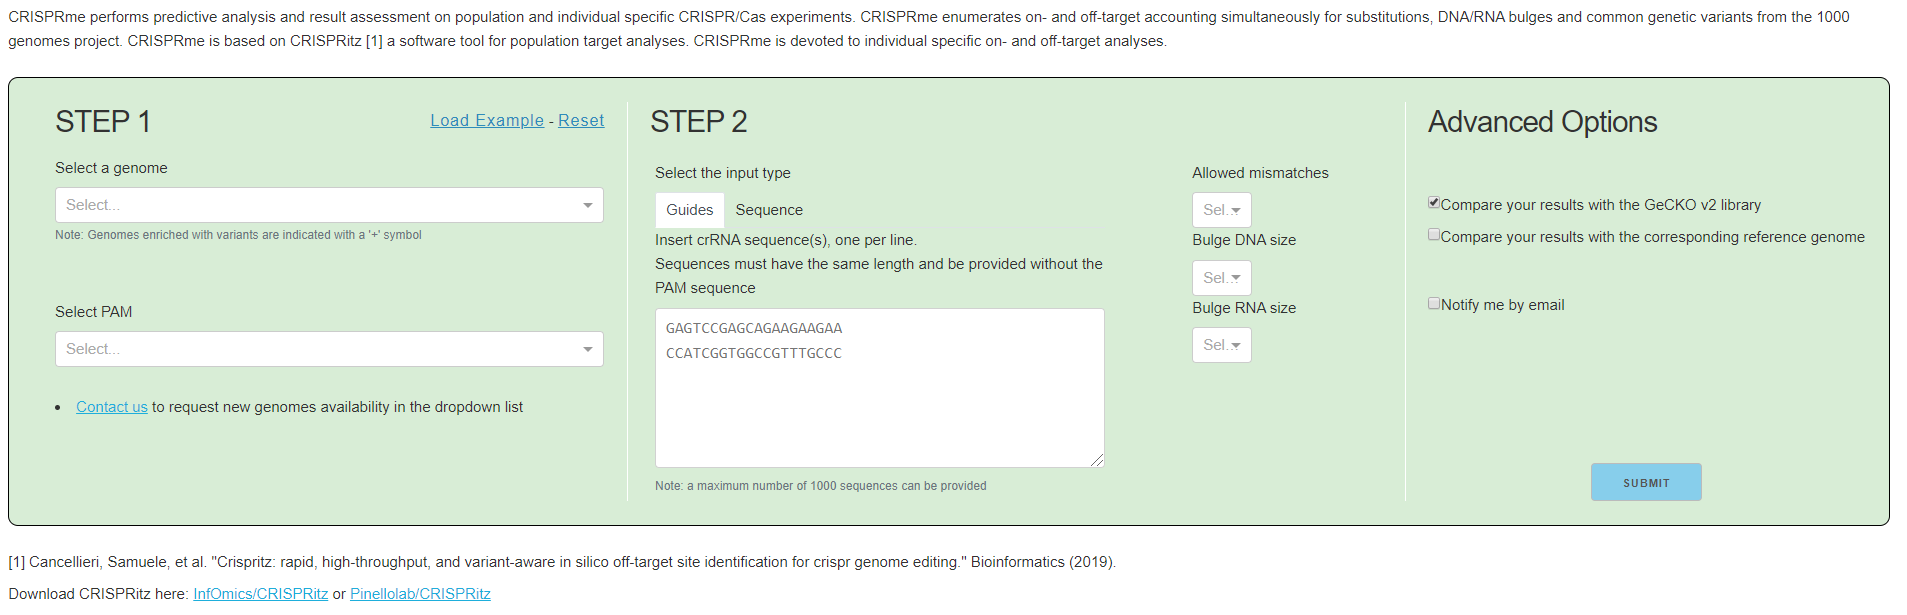 CRISPRme performs predictive analysis and result assessment on population and individual specific CRISPR/Cas experiments. CRISPRme enumerates on- and off-target accounting simultaneously for substitutions, DNA/RNA bulges and common genetic variants from the 1000
genomes project. CRISPRme is based on CRISPRitz [1] a software tool for population target analyses. CRISPRme is devoted to individual specific on- and off-target analyses.
STEP 1
Load Example - Reset
Select a genome
Select...
Note: Genomes enriched with variants are indicated with a '+' symbol
Select PAM
Select...
• Contact us to request new genomes availability in the dropdown list
STEP 2
Select the input type
Guides Sequence
Insert crRNA sequence(s), one per line.
Sequences must have the same length and be provided without the
PAM sequence
GAGTCCGAGCAGAAGAAGAA
CCATCGGTGGCCGTTTGCCC
Note: a maximum number of 1000 sequences can be provided
Allowed mismatches
Sel...
Bulge DNA size
Sel...
Bulge RNA size
Sel...
Advanced Options
Compare your results with the GeCKO v2 library
Compare your results with the corresponding reference genome
Notify me by email
SUBMIT
[1] Cancellieri, Samuele, et al. "Crispritz: rapid, high-throughput, and variant-aware in silico off-target site identification for crispr genome editing." Bioinformatics (2019).
Download CRISPRitz here: InfOmics/CRISPRitz or Pinellolab/CRISPRitz